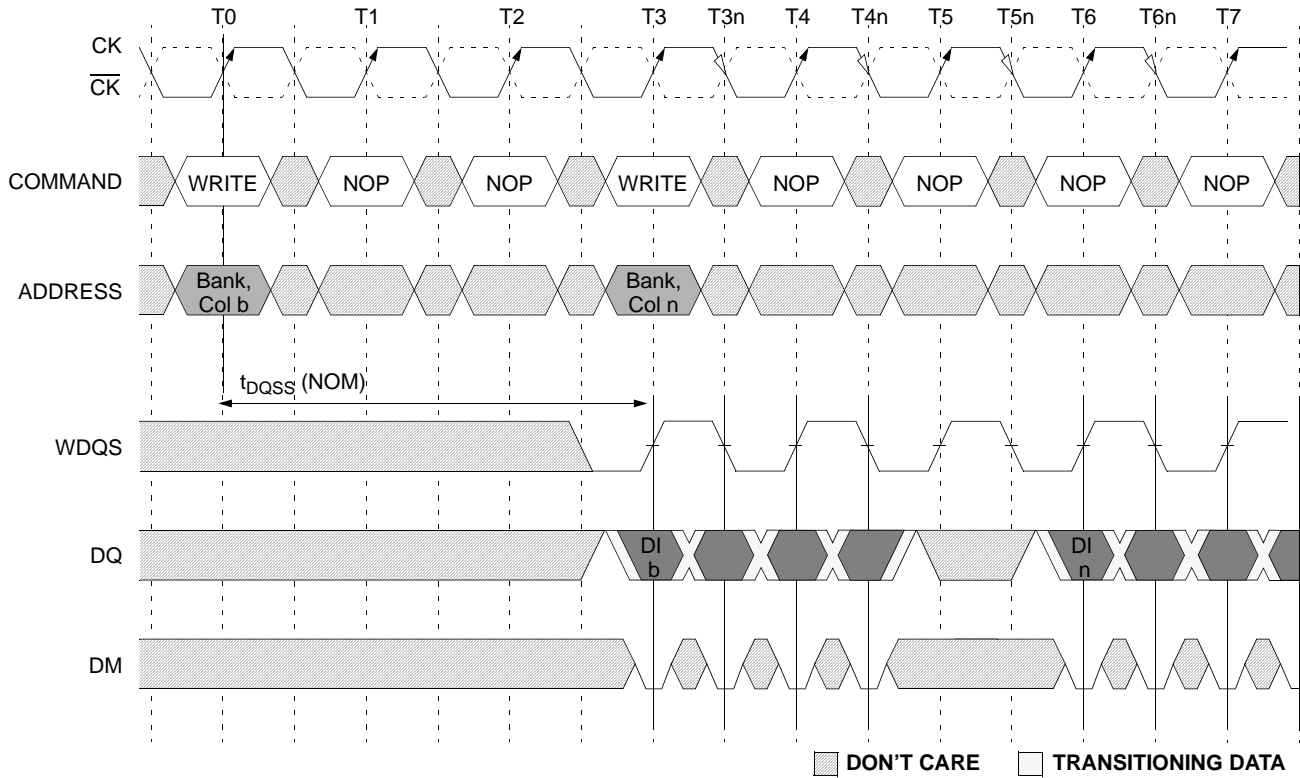 T0 T1 T2 T3 T3n T4 T4n T5 T5n T6 T6n T7
CK
CK
COMMAND WRITE NOP NOP WRITE NOP NOP NOP NOP
ADDRESS
Bank,
Col b
Bank,
Col n
tDQSS (NOM)
WDQS
DQ
DI
b
DI
n
DM
DON'T CARE TRANSITIONING DATA